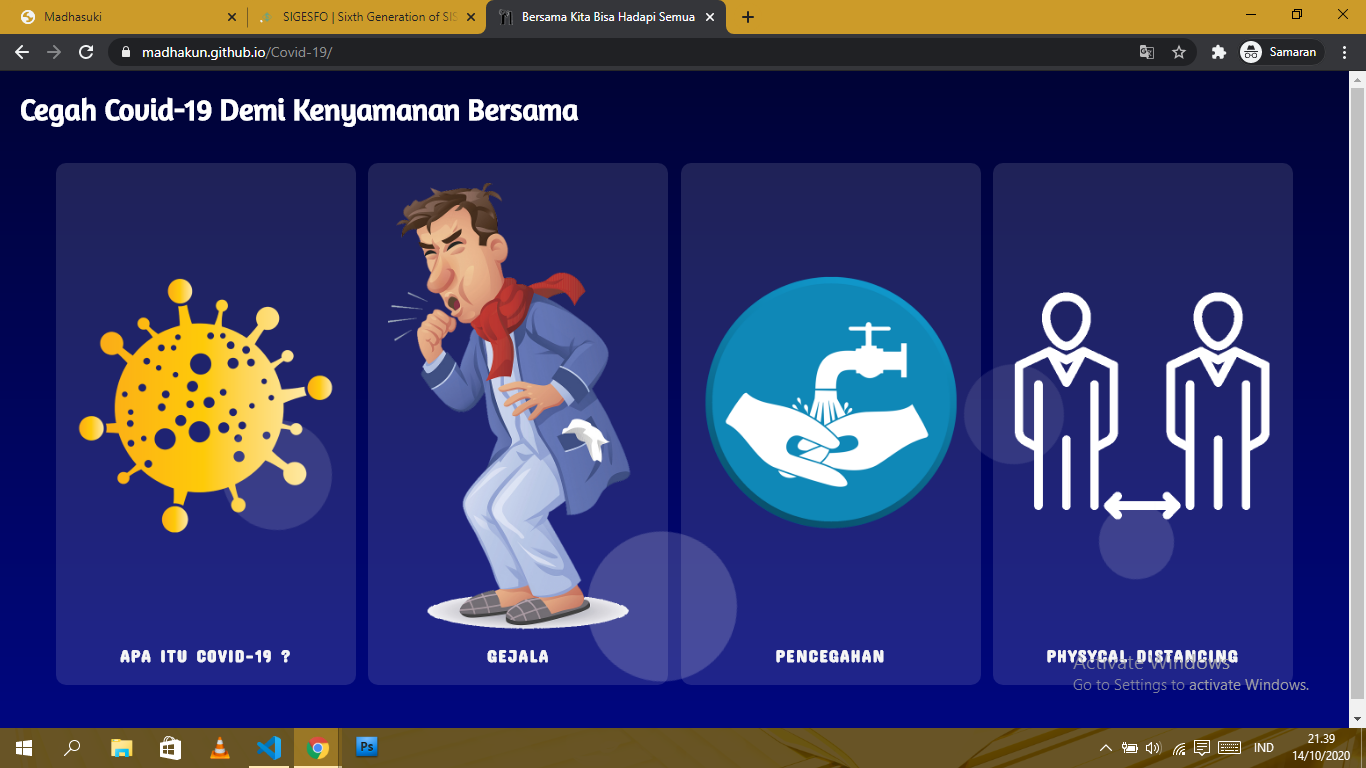 Madhasuki
SIGESFO | Sixth Generation of SIS
Bersama Kita Bisa Hadapi Semua
madhakun.github.io/Covid-19/
Samaran
Cegah Covid-19 Demi Kenyamanan Bersama
APA ITU COVID-19 ?
GEJALA
PENCEGAHAN
PHYSYCAL DISTANCING
Activate Windows
Go to Settings to activate Windows.
Ps
IND
21.39
14/10/2020